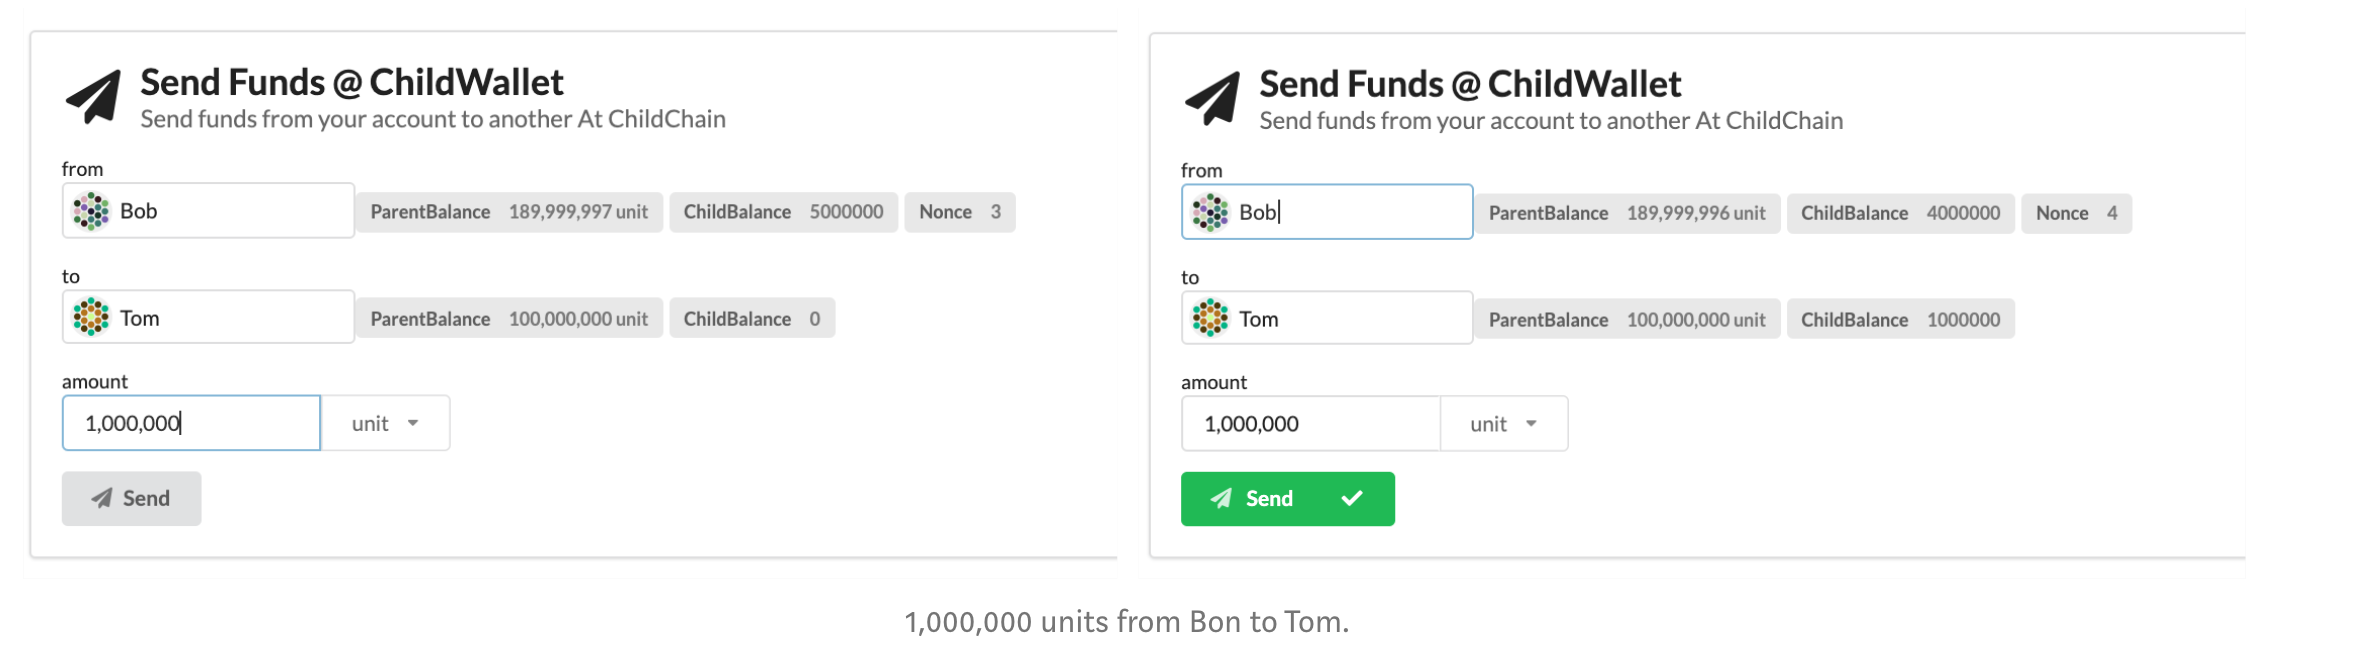 Send Funds @ ChildWallet
Send funds from your account to another At ChildChain
from
Bob ParentBalance 189,999,997 unit ChildBalance 5000000 Nonce 3
to
Tom ParentBalance 100,000,000 unit ChildBalance 0
amount
1,000,000 unit
Send
Send Funds @ ChildWallet
Send funds from your account to another At ChildChain
from
Bob ParentBalance 189,999,996 unit ChildBalance 4000000 Nonce 4
to
Tom ParentBalance 100,000,000 unit ChildBalance 1000000
amount
1,000,000 unit
Send
1,000,000 units from Bon to Tom.